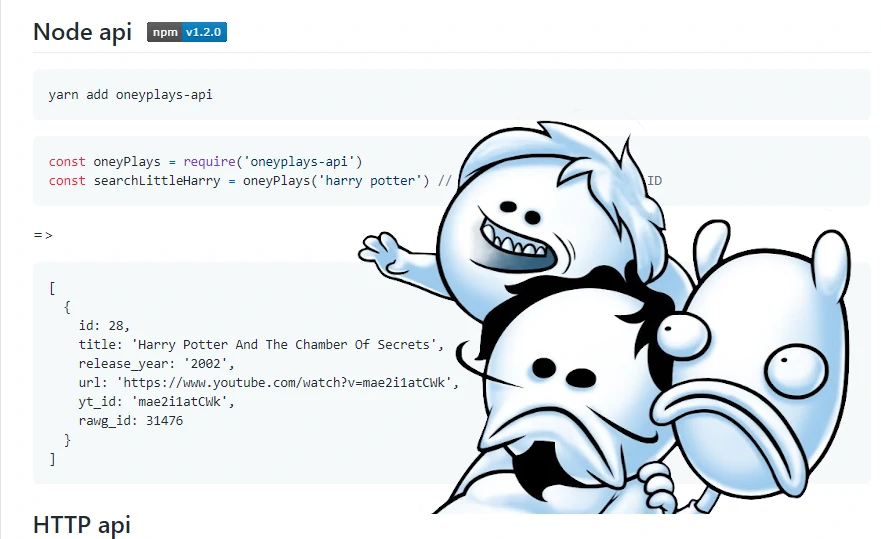 Node api npm v1.2.0
yarn add oneyplays-api
const oneyPlays = require('oneyplays-api')
const searchLittleHarry = oneyPlays('harry potter') // ID
=>
[
{
id: 28,
title: 'Harry Potter And The Chamber Of Secrets',
release_year: '2002',
url: 'https://www.youtube.com/watch?v=mae2i1atCWk',
yt_id: 'mae2i1atCWk',
rawg_id: 31476
}
]
HTTP api